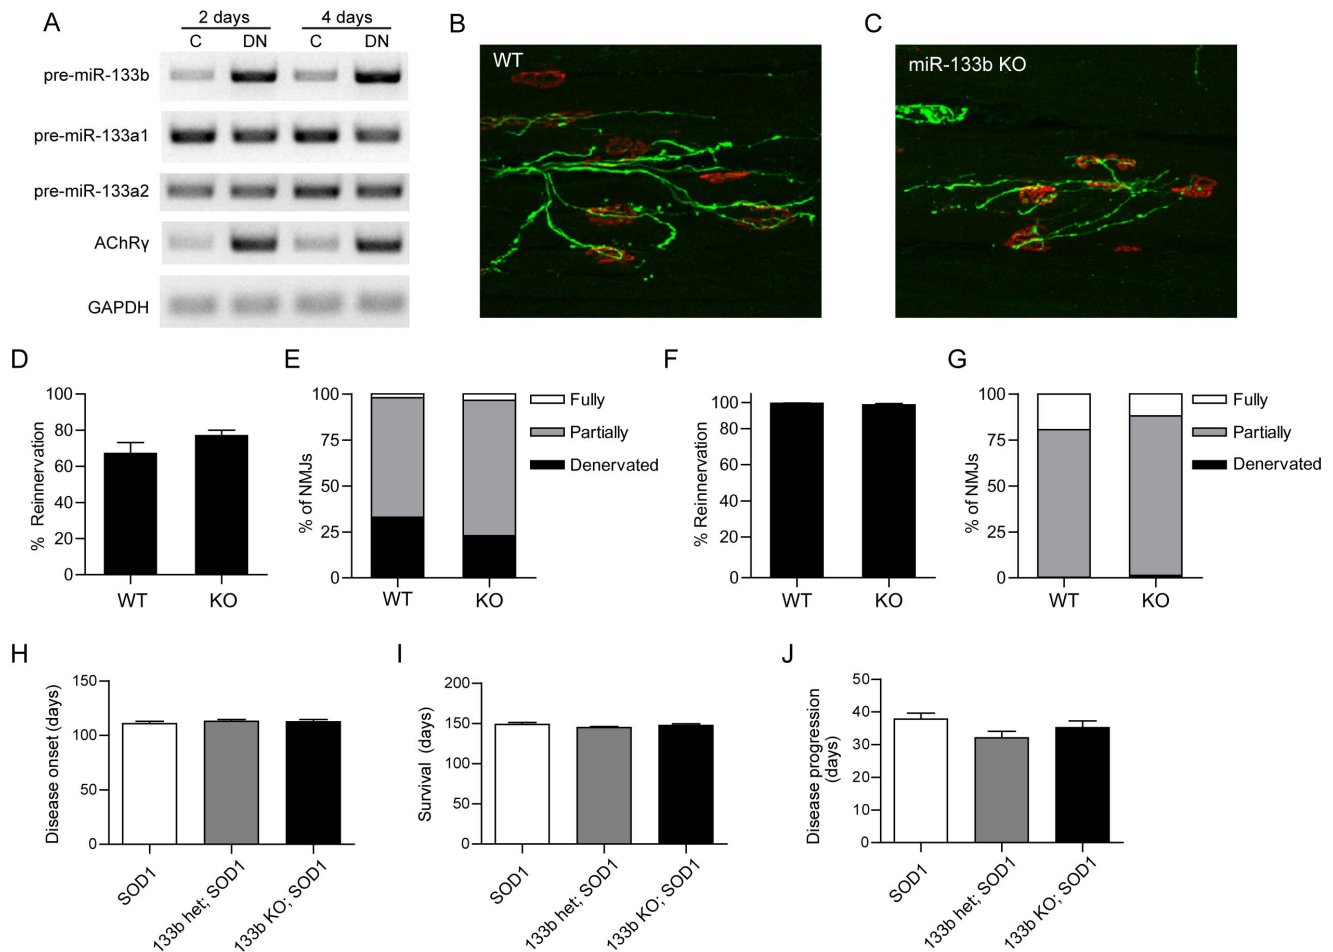 A
2 days
4 days
C
DN
C
DN
pre-miR-133b
pre-miR-133a1
pre-miR-133a2
AChRγ
GAPDH
B
WT
C
miR-133b KO
D
% Reinnervation
100
80
60
40
20
0
WT
KO
E
% of NMJs
100
75
50
25
0
WT
KO
Fully
Partially
Denervated
F
% Reinnervation
100
80
60
40
20
0
WT
KO
G
% of NMJs
100
75
50
25
0
WT
KO
Fully
Partially
Denervated
H
Disease onset (days)
150
100
50
0
SOD1
133b het; SOD1
133b KO; SOD1
I
Survival (days)
200
150
100
50
0
SOD1
133b het; SOD1
133b KO; SOD1
J
Disease progression
(days)
50
40
30
20
10
0
SOD1
133b het; SOD1
133b KO; SOD1